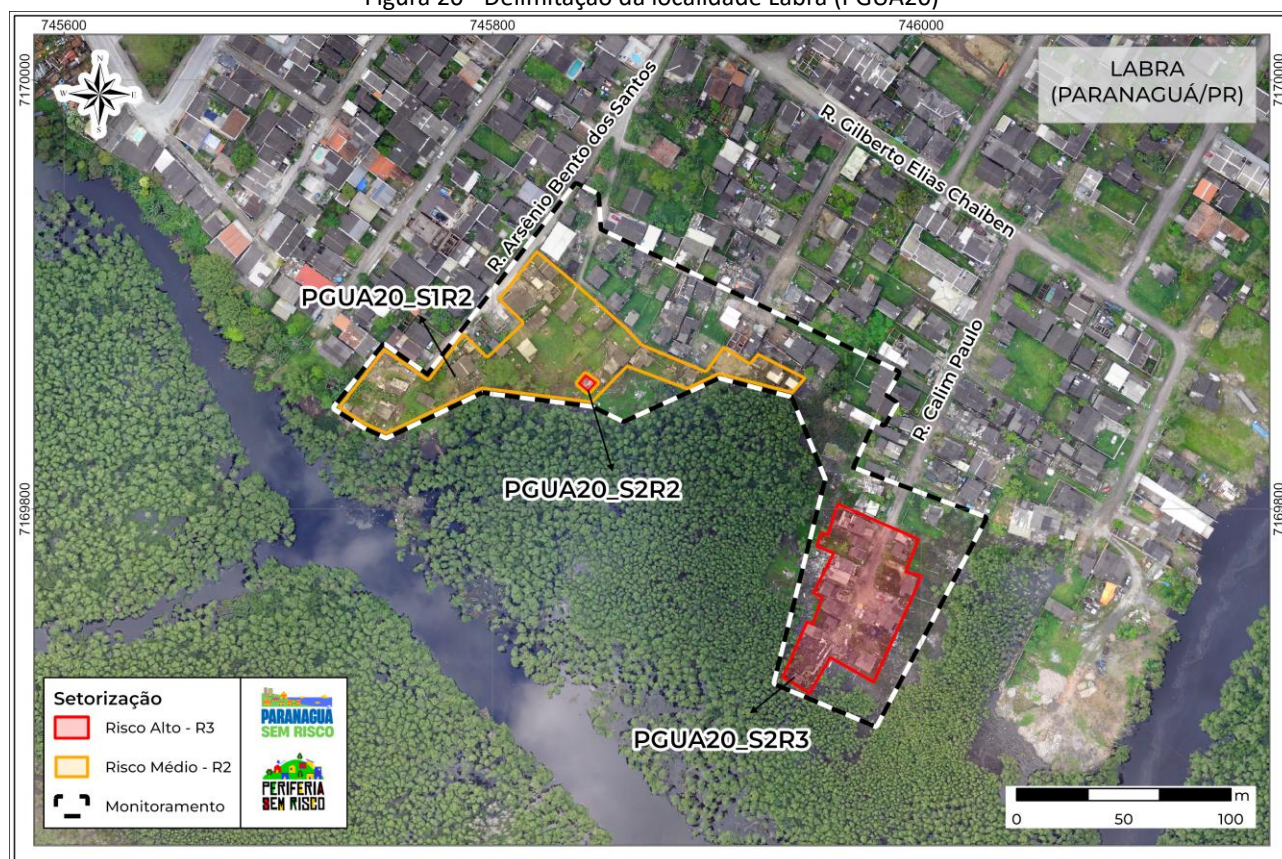 Figura 20 - Delimitação da localidade Labra (PGUA20)
745600
745800
746000
7170000
7170000
N
W
E
S
LABRA
(PARANAGUÁ/PR)
R. Arsenio Bento dos Santos
R. Gilberto Elias Chaiben
PGUA20_S1R2
R. Calim Paulo
PGUA20_S2R2
7169800
7169800
PGUA20_S2R3
Setorização
Risco Alto - R3
Risco Médio - R2
Monitoramento
PARANAGUÁ
SEM RISCO
PERIFERIA
SEM RISCO
m
0
50
100